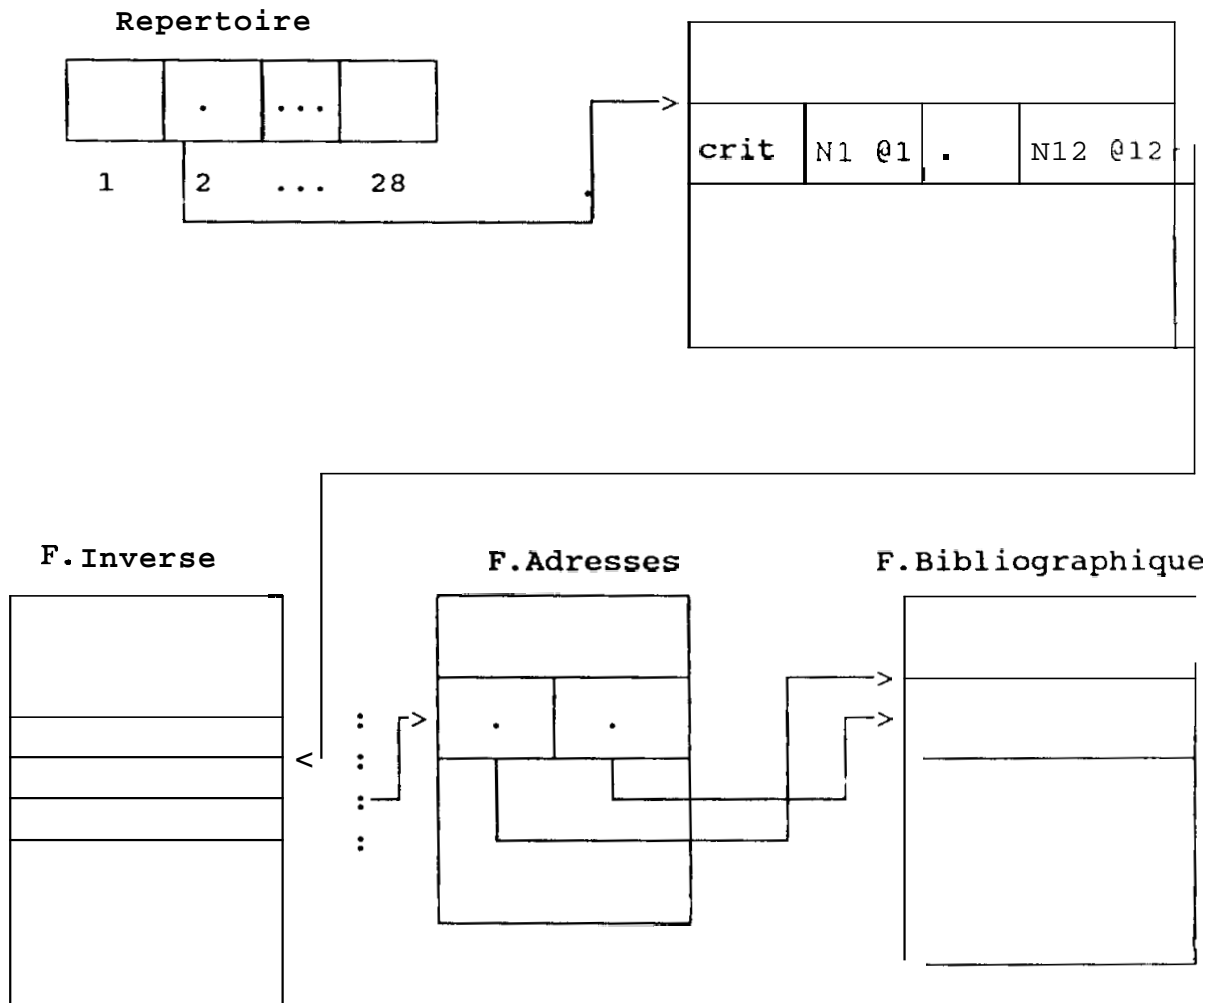 Repertoire
. ...
1 2 ... 28
crit N1 @1 . N12 @12
F.Inverse F.Adresses F.Bibliographique
. .